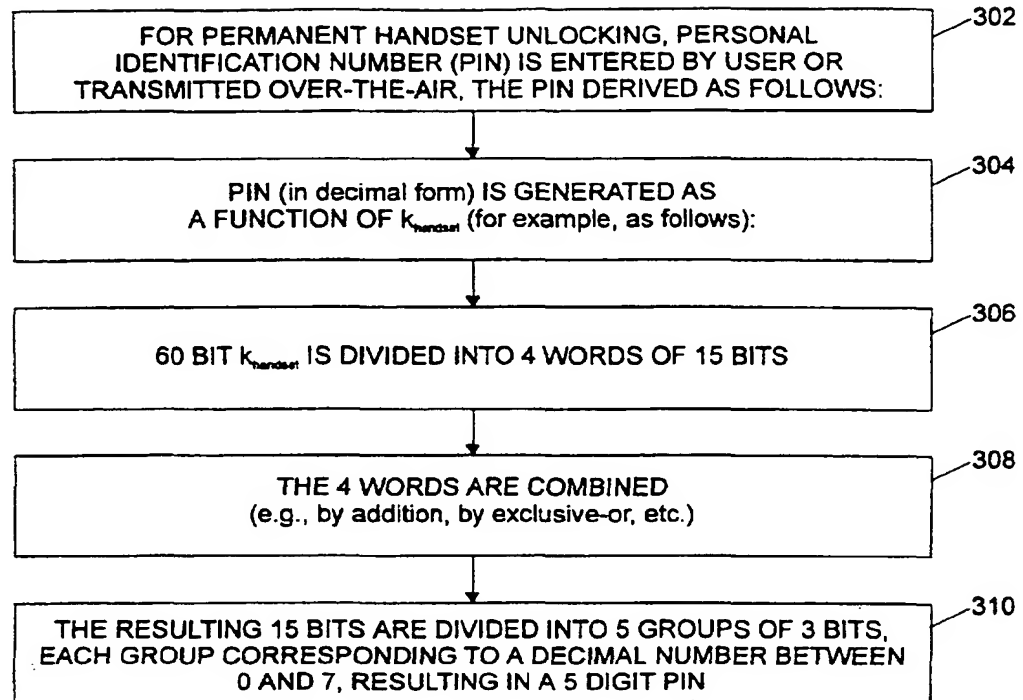 302
FOR PERMANENT HANDSET UNLOCKING, PERSONAL
IDENTIFICATION NUMBER (PIN) IS ENTERED BY USER OR
TRANSMITTED OVER-THE-AIR, THE PIN DERIVED AS FOLLOWS:
304
PIN (in decimal form) IS GENERATED AS
A FUNCTION OF k handset (for example, as follows):
306
60 BIT k handset IS DIVIDED INTO 4 WORDS OF 15 BITS
308
THE 4 WORDS ARE COMBINED
(e.g., by addition, by exclusive-or, etc.)
310
THE RESULTING 15 BITS ARE DIVIDED INTO 5 GROUPS OF 3 BITS,
EACH GROUP CORRESPONDING TO A DECIMAL NUMBER BETWEEN
0 AND 7, RESULTING IN A 5 DIGIT PIN